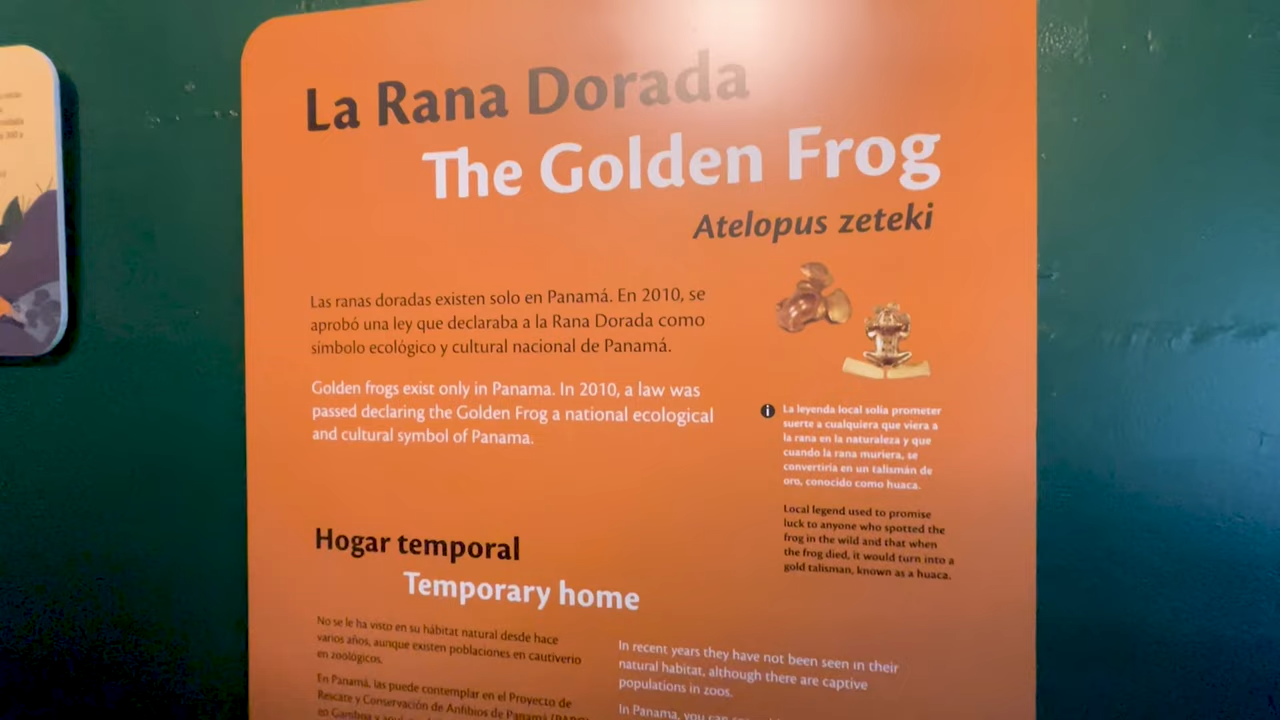 La Rana Dorada
The Golden Frog
Atelopus zeteki
Las ranas doradas existen solo en Panamá. En 2010, se
aprobó una ley que declaraba a la Rana Dorada como
símbolo ecológico y cultural nacional de Panamá.
Golden frogs exist only in Panama. In 2010, a law was
passed declaring the Golden Frog a national ecological
and cultural symbol of Panama.
i
La leyenda local solía prometer
suerte a cualquiera que viera a
la rana en la naturaleza y que
cuando la rana muriera, se
convertiría en un talismán de
oro, conocido como huaca.
Local legend used to promise
luck to anyone who spotted the
frog in the wild and that when
the frog died, it would turn into a
gold talisman, known as a huaca.
Hogar temporal
Temporary home
No se le ha visto en su hábitat natural desde hace
varios años, aunque existen poblaciones en cautiverio
en zoológicos.
En Panamá, las puede contemplar en el Proyecto de
Rescate y Conservación de Anfibios de Panamá
en Gamboa y
In recent years they have not been seen in their
natural habitat, although there are captive
populations in zoos.
In Panama, you can